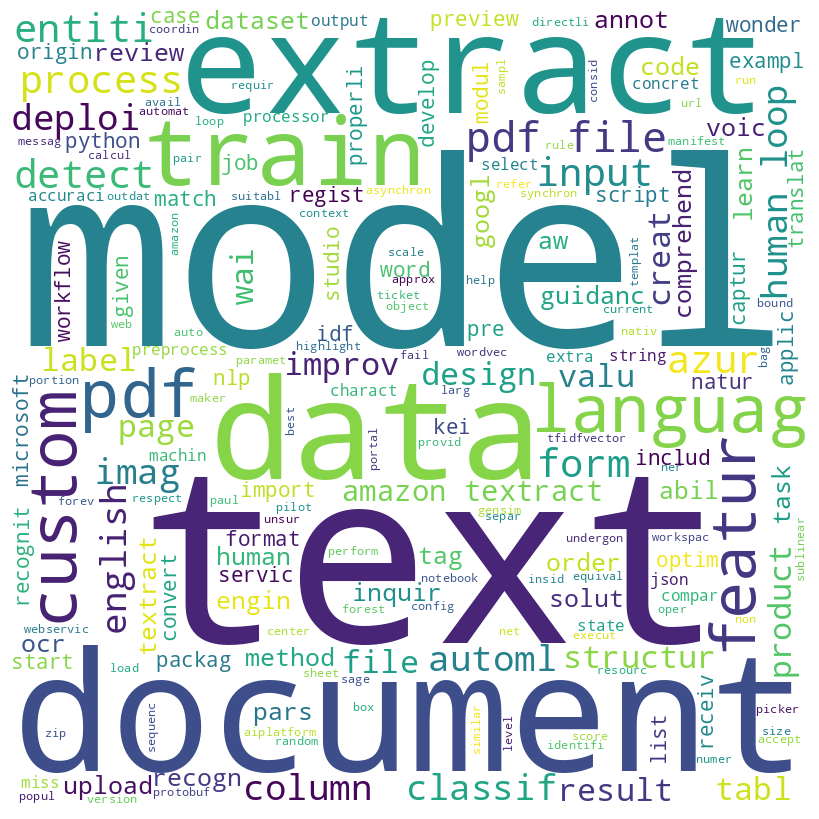 entiti
case
coordin
dataset
output
preview
directli
annot
wonder
origin
review
extract
process
requir
develop
modul
sampl
consid
code
concret
exampl
run
url
deploi
avail
automat
loop
processor
properli
pdf file
voic
human loop
messag
python
calcul
train
job
select
rule
manifest
detect
pair
input
learn
translat
accuraci
outdat
match
suitabl
regist
asynchron
refer
synchron
script
googl
context
model
amazon
studio
workflow
given
wai
word
scale
approx
help
aw
creat
comprehend
templat
captur
ticket
object
guidanc
current
bound
web
auto
idf
pre
nativ
applic
label
preprocess
highlight
fail
wordvec
extra
string
azur
bag
portion
paramet
improv
design
valu
natur
microsoft
pdf
nlp
charact
larg
custom
maker
data
languag
page
best
kei
tfidfvector
machin
portal
provid
form
includ
ner
imag
forev
respect
paul
import
amazon textract
gensim
abil
task
recognit
english
pilot
unsur
separ
featur
format
text
undergon
workspac
textract
convert
human
perform
tag
order
optim
product
sublinear
servic
notebook
insid
equival
json
engin
forest
config
inquir
solut
compar
webservic
ocr
center
net
execut
state
oper
non
start
load
packag
method
file
automl
structur
resourc
sheet
sage
pars
document
receiv
list
picker
zip
sequenc
aiplatform
random
box
similar
level
score
identifi
numer
size
accept
miss
popul
upload
version
recogn
protobuf
column
classif
result
tabl